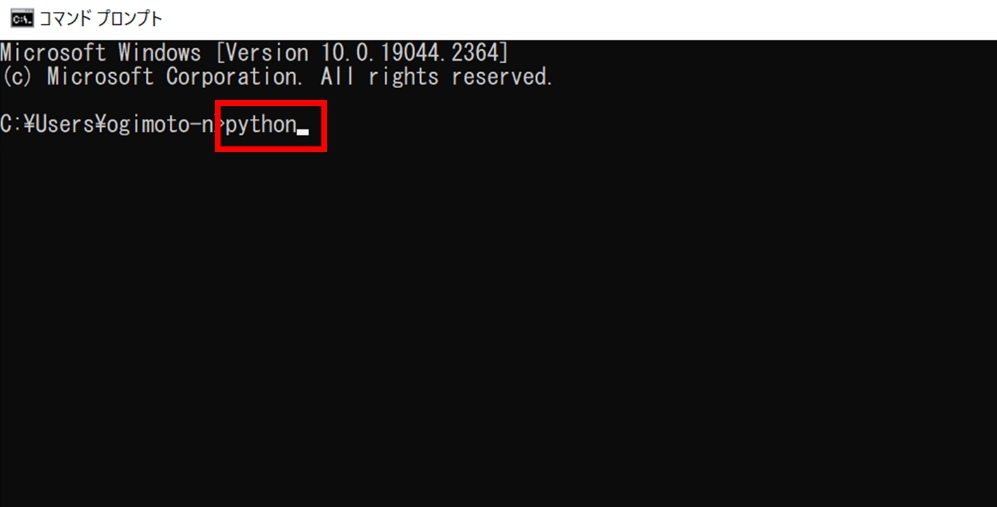 コマンド プロンプト
Microsoft Windows [Version 10.0.19044.2364]
(c) Microsoft Corporation. All rights reserved.
C:¥Users¥ogimoto-n>python_